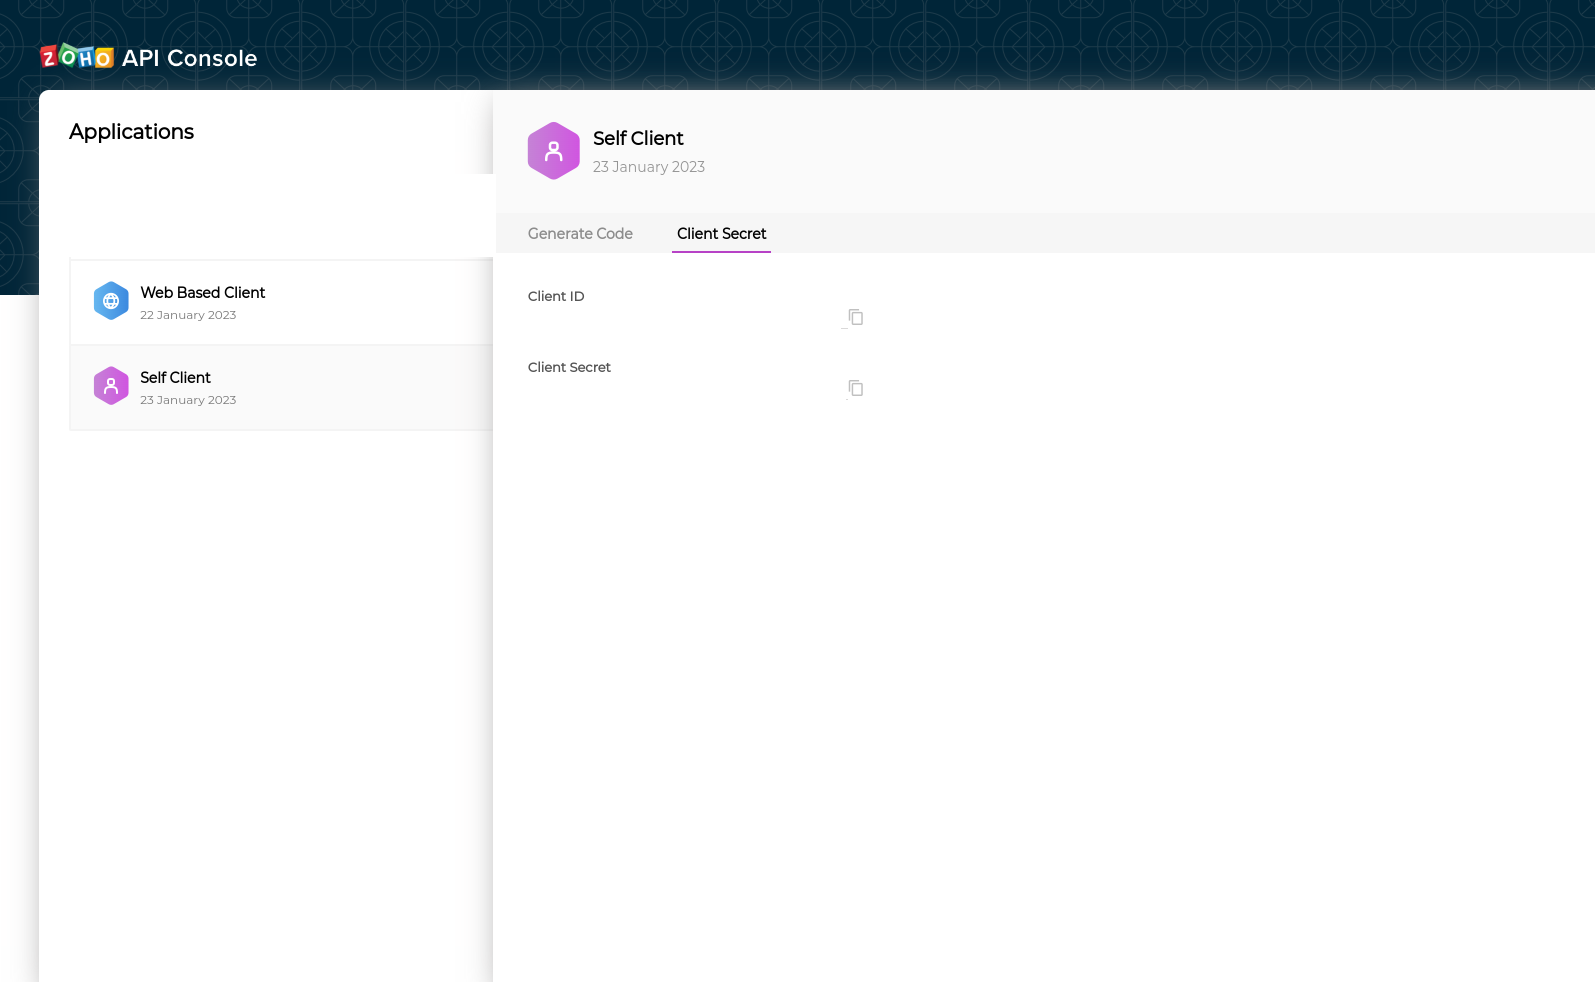 ZOHO API Console
Applications
Web Based Client
22 January 2023
Self Client
23 January 2023
Self Client
23 January 2023
Generate Code
Client Secret
Client ID
Client Secret